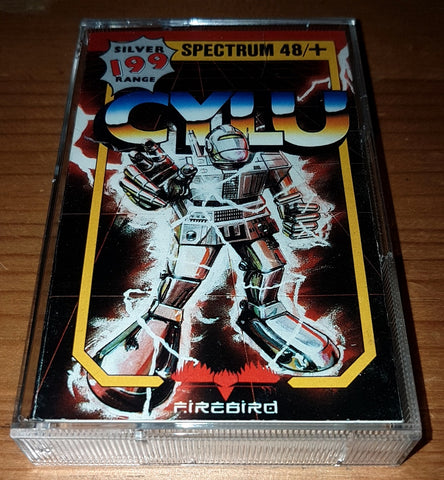 SILVER
199
RANGE
SPECTRUM 48/+
CYLU
FIREBIRD